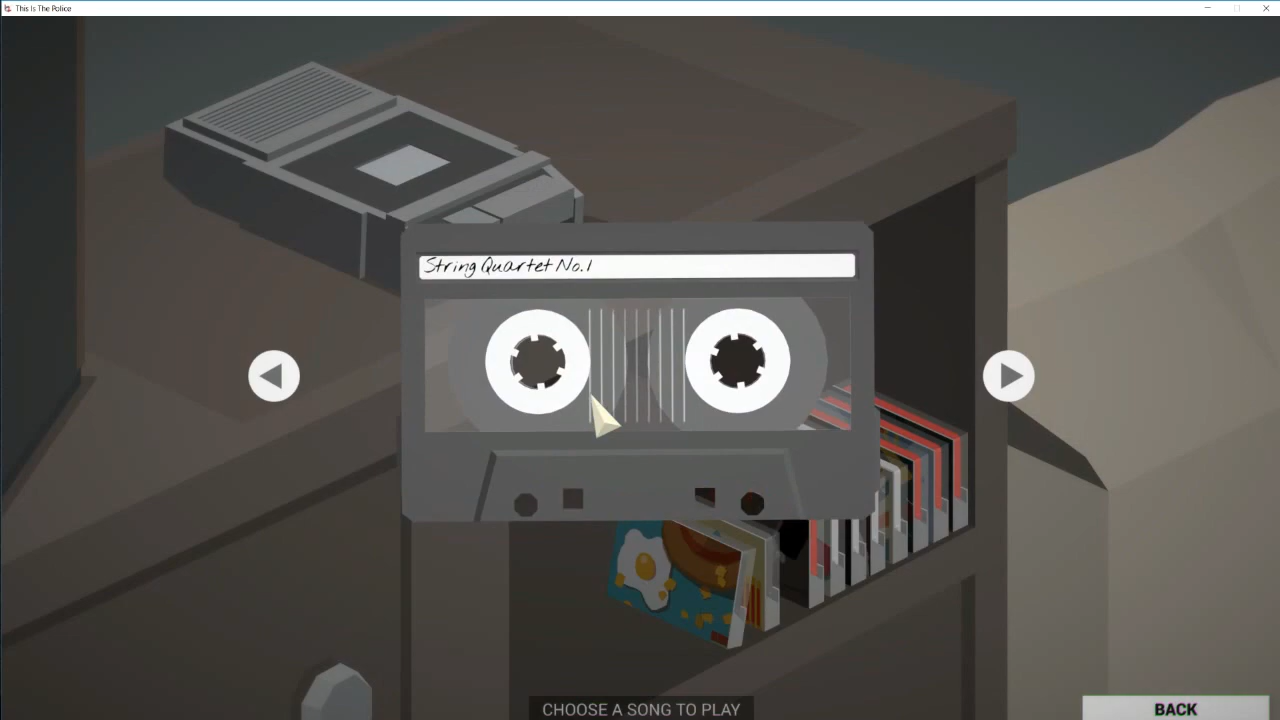 This Is The Police
String Quartet No.1
CHOOSE A SONG TO PLAY
BACK